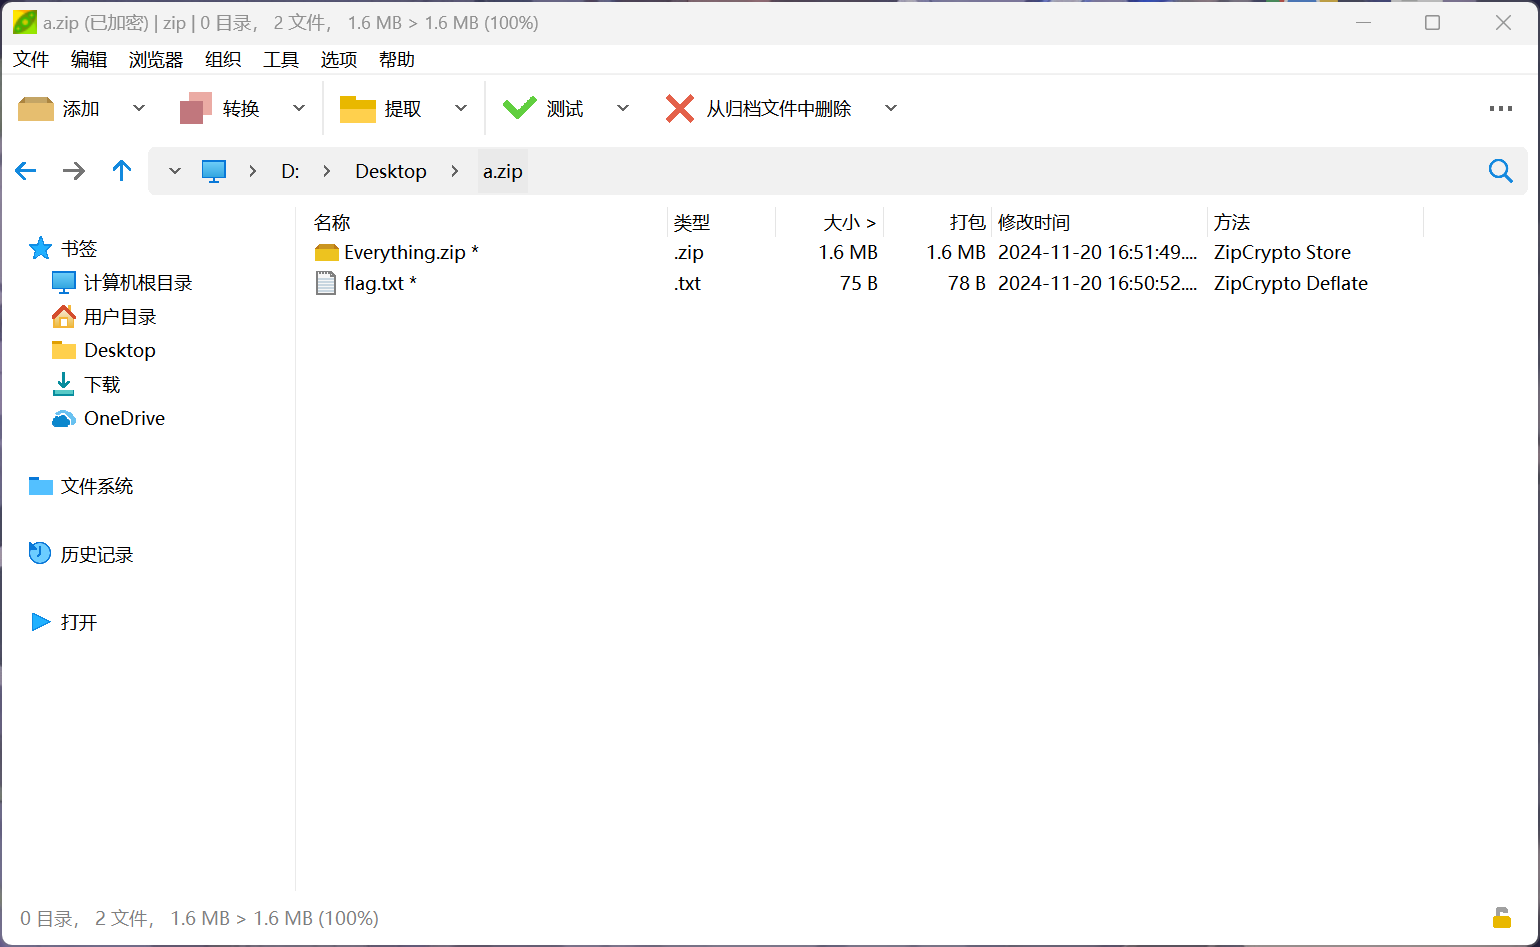 a.zip (已加密) | zip | 0 目录， 2 文件， 1.6 MB > 1.6 MB (100%)
文件 编辑 浏览器 组织 工具 选项 帮助
添加 转换 提取 测试 从归档文件中删除
D: Desktop a.zip
名称 类型 大小 > 打包 修改时间 方法
Everything.zip * .zip 1.6 MB 1.6 MB 2024-11-20 16:51:49.... ZipCrypto Store
flag.txt * .txt 75 B 78 B 2024-11-20 16:50:52.... ZipCrypto Deflate
书签
计算机根目录
用户目录
Desktop
下载
OneDrive
文件系统
历史记录
打开
0 目录， 2 文件， 1.6 MB > 1.6 MB (100%)